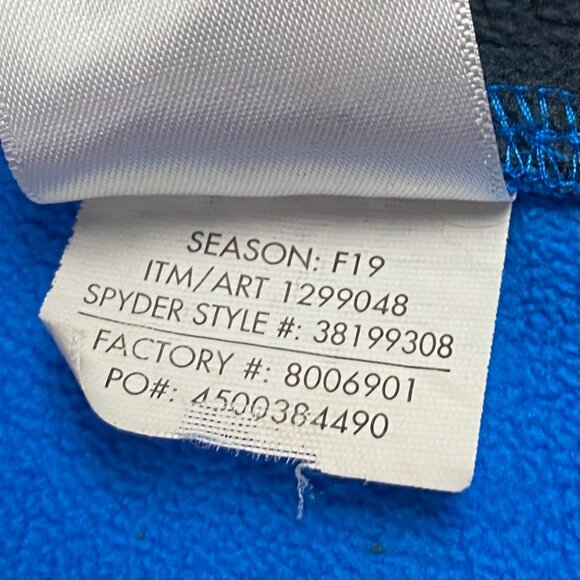 SEASON: F19
ITM/ART 1299048
SPYDER STYLE #: 38199308
FACTORY #: 8006901
PO#: 4500384490